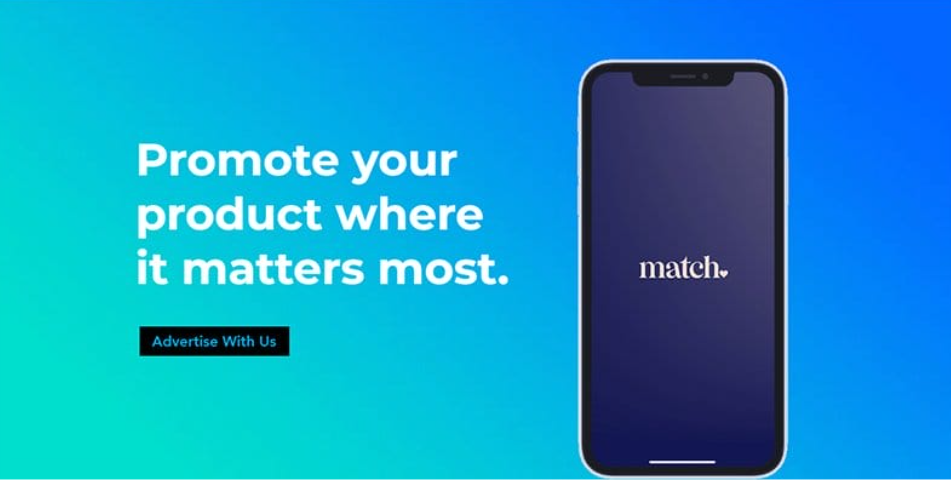 Promote your
product where
it matters most.
Advertise With Us
match